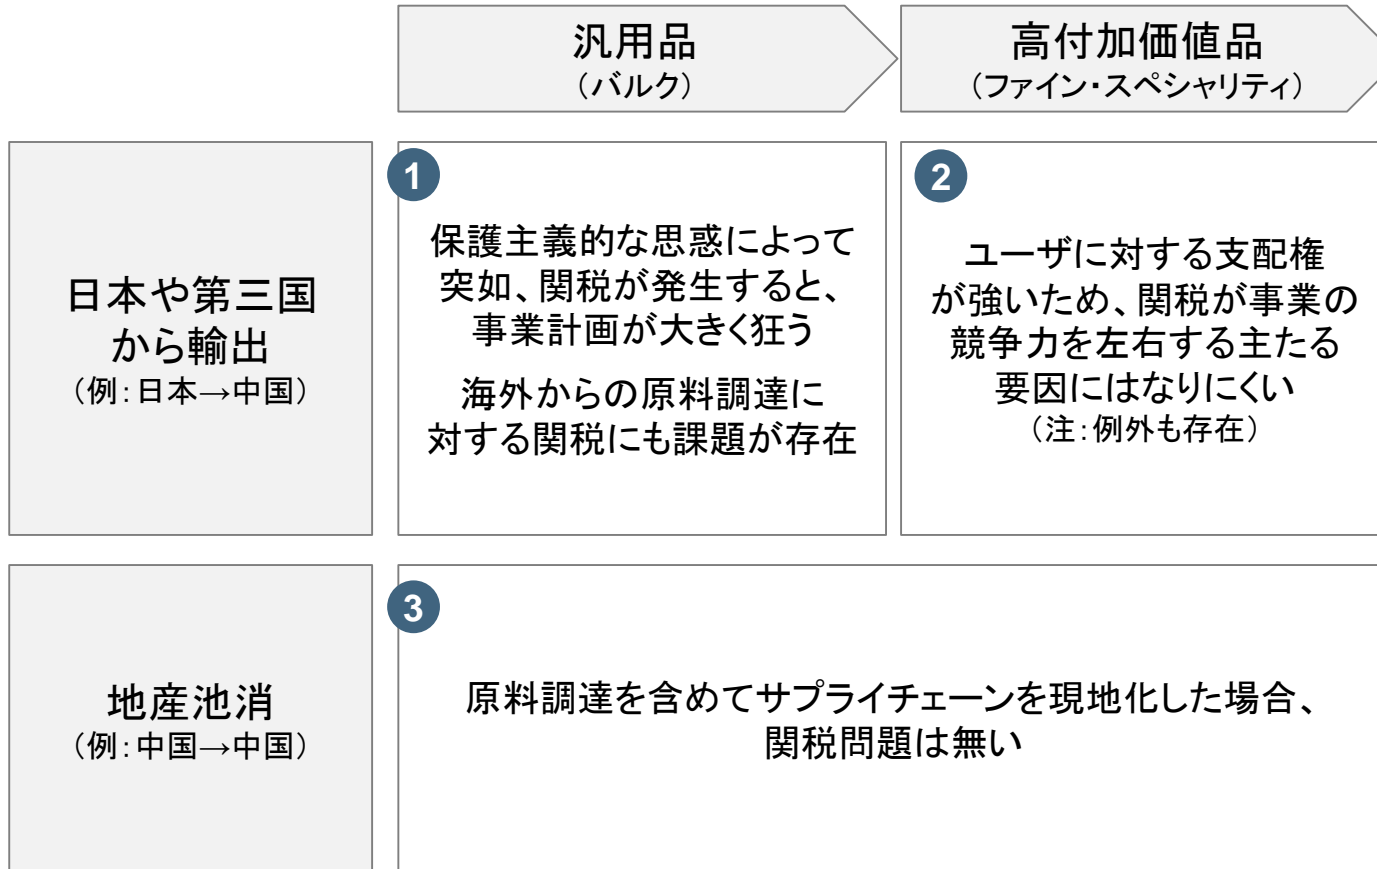 汎用品
（バルク）
高付加価値品
（ファイン・スペシャリティ）
日本や第三国
から輸出
（例：日本→中国）
1
保護主義的な思惑によって
突如、関税が発生すると、
事業計画が大きく狂う
海外からの原料調達に
対する関税にも課題が存在
2
ユーザに対する支配権
が強いため、関税が事業の
競争力を左右する主たる
要因にはなりにくい
（注：例外も存在）
地産池消
（例：中国→中国）
3
原料調達を含めてサプライチェーンを現地化した場合、
関税問題は無い